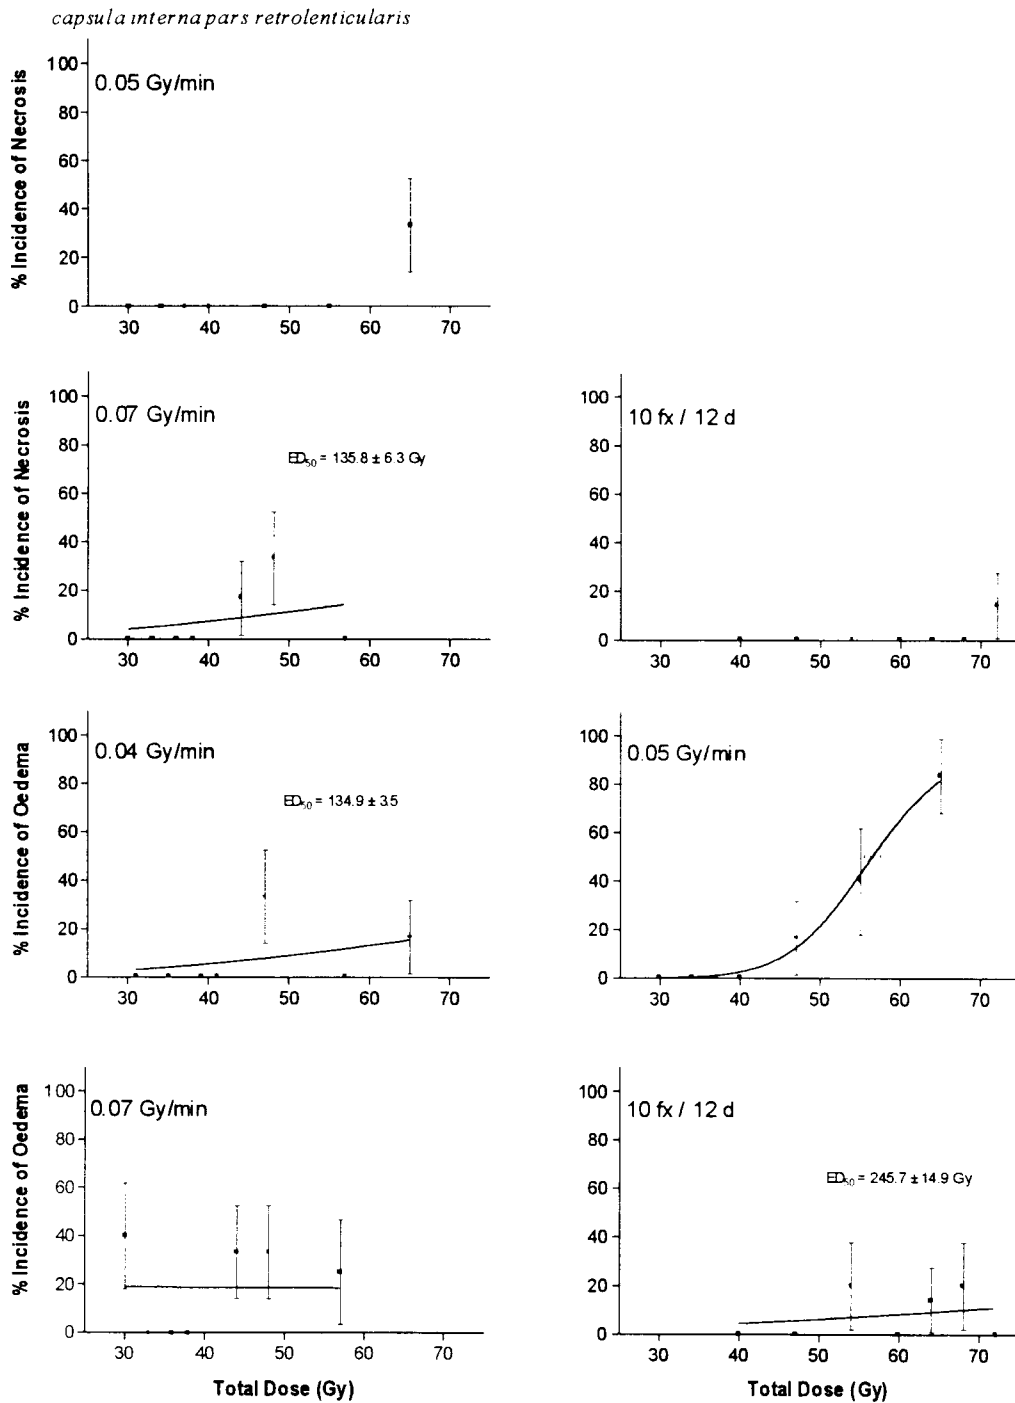 capsula interna pars retrolenticularis
% Incidence of Necrosis
0.05 Gy/min
100
80
60
40
20
0
30 40 50 60 70
% Incidence of Necrosis
0.07 Gy/min
ED50 = 135.8 ± 6.3 Gy
100
80
60
40
20
0
30 40 50 60 70
10 fx / 12 d
100
80
60
40
20
0
30 40 50 60 70
% Incidence of Oedema
0.04 Gy/min
ED50 = 134.9 ± 3.5
100
80
60
40
20
0
30 40 50 60 70
0.05 Gy/min
100
80
60
40
20
0
30 40 50 60 70
% Incidence of Oedema
0.07 Gy/min
100
80
60
40
20
0
30 40 50 60 70
Total Dose (Gy)
10 fx / 12 d
ED50 = 245.7 ± 14.9 Gy
100
80
60
40
20
0
30 40 50 60 70
Total Dose (Gy)